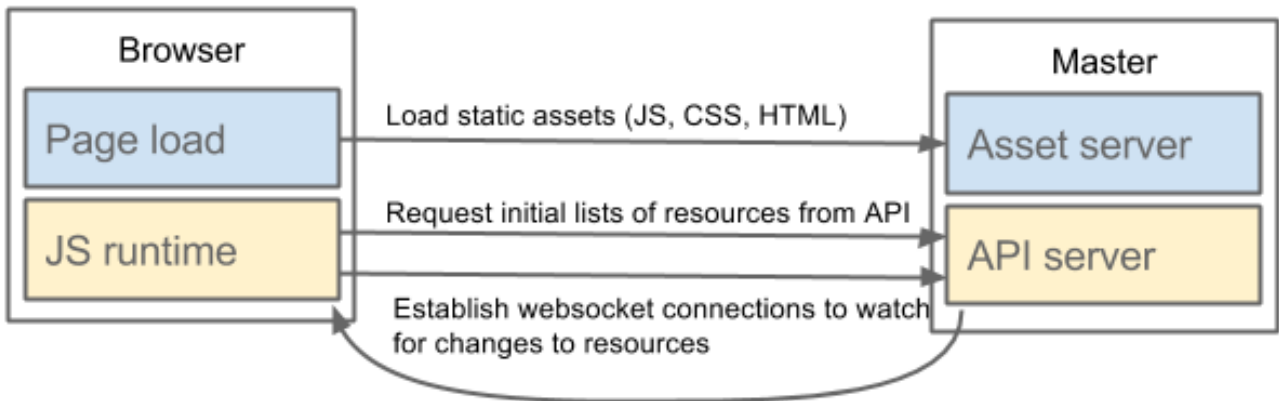 Browser
Master
Page load
Load static assets (JS, CSS, HTML)
Asset server
JS runtime
Request initial lists of resources from API
API server
Establish websocket connections to watch
for changes to resources